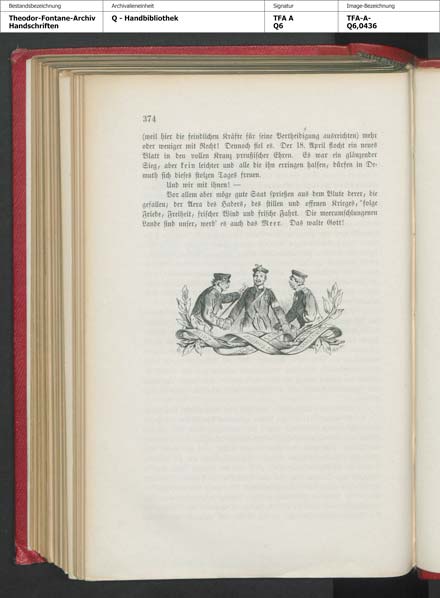 Bestandsbezeichnung
Archivalieneinheit
Signatur
Image-Bezeichnung
Theodor-Fontane-Archiv
Handschriften
Q - Handbibliothek
TFA A
Q6
TFA-A-
Q6,0436
374
(weil hier die feindlichen Kräfte für seine Vertheidigung ausreichten) mehr
oder weniger mit Recht! Dennoch fiel es. Der 18. April flocht ein neues
Blatt in den vollen Kranz preußischer Ehren. Es war ein glänzender
Sieg, aber kein leichter und alle die ihn erringen halfen, dürfen in De-
muth sich dieses stolzen Tages freuen.
Und wir mit ihnen! —
Vor allem aber möge gute Saat sprießen aus dem Blute derer, die
gefallen; der Aera des Haders, des stillen und offenen Krieges, folge
Friede, Freiheit, frischer Wind und frische Fahrt. Die meerumschlungenen
Lande sind unser, werd' es auch das Meer. Das walte Gott!